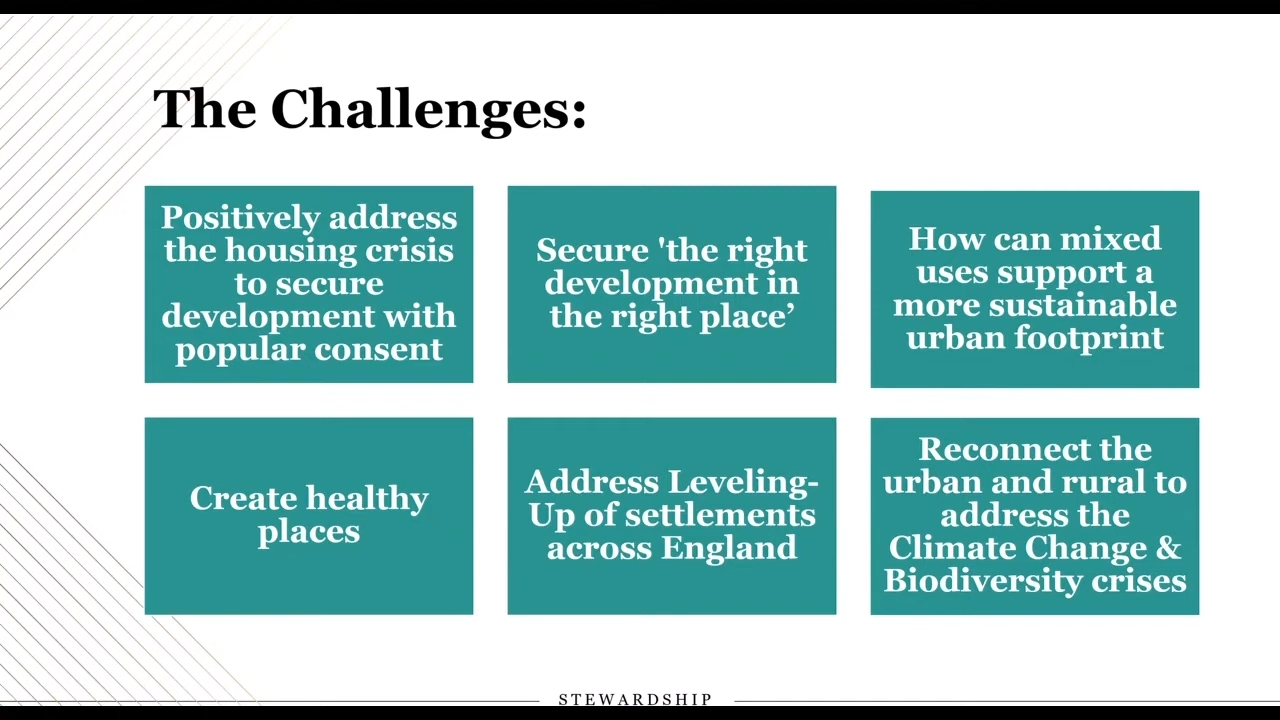 The Challenges:
Positively address
the housing crisis
to secure
development with
popular consent
Secure 'the right
development in
the right place’
How can mixed
uses support a
more sustainable
urban footprint
Create healthy
places
Address Leveling-
Up of settlements
across England
Reconnect the
urban and rural to
address the
Climate Change &
Biodiversity crises
STEWARDSHIP